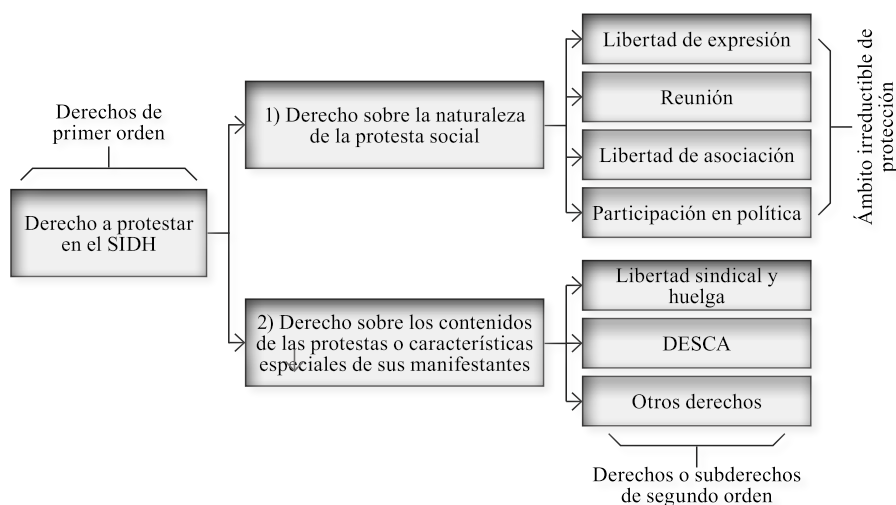 Derechos de
primer orden
Derecho a protestar
en el SIDH
1) Derecho sobre la naturaleza
de la protesta social
2) Derecho sobre los contenidos
de las protestas o características
especiales de sus manifestantes
Libertad de expresión
Reunión
Libertad de asociación
Participación en política
Ámbito irreductible de
protección
Libertad sindical y
huelga
DESCA
Otros derechos
Derechos o subderechos
de segundo orden